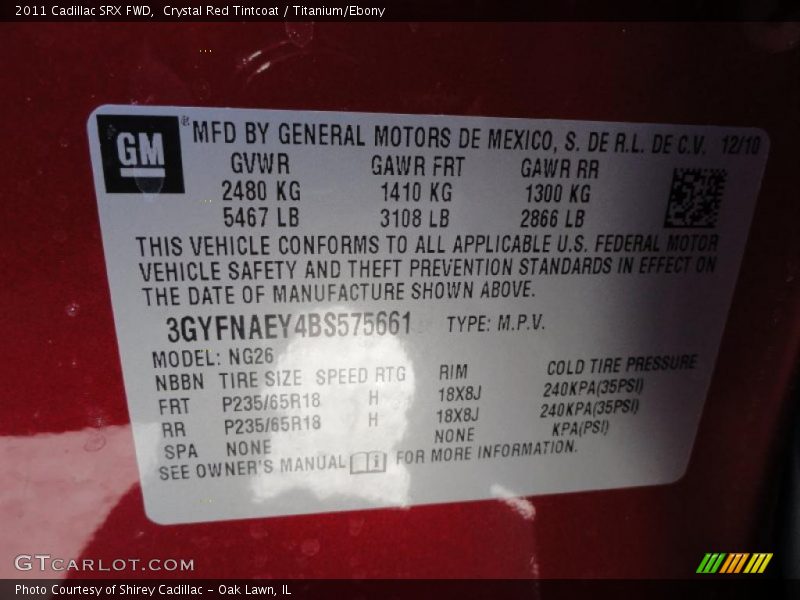 2011 Cadillac SRX FWD,  Crystal Red Tintcoat / Titanium/Ebony
GM ® MFD BY GENERAL MOTORS DE MEXICO, S. DE R.L. DE C.V. 12/10
GVWR GAWR FRT GAWR RR
2480 KG 1410 KG 1300 KG
5467 LB 3108 LB 2866 LB
THIS VEHICLE CONFORMS TO ALL APPLICABLE U.S. FEDERAL MOTOR
VEHICLE SAFETY AND THEFT PREVENTION STANDARDS IN EFFECT ON
THE DATE OF MANUFACTURE SHOWN ABOVE.
3GYFNAEY4BS575661 TYPE: M.P.V.
MODEL: NG26
NBBN TIRE SIZE SPEED RTG RIM COLD TIRE PRESSURE
FRT P235/65R18 H 18X8J 240KPA(35PSI)
RR P235/65R18 H 18X8J 240KPA(35PSI)
SPA NONE NONE KPA(PSI)
SEE OWNER'S MANUAL FOR MORE INFORMATION.
GTCARLOT.COM
Photo Courtesy of Shirey Cadillac - Oak Lawn, IL